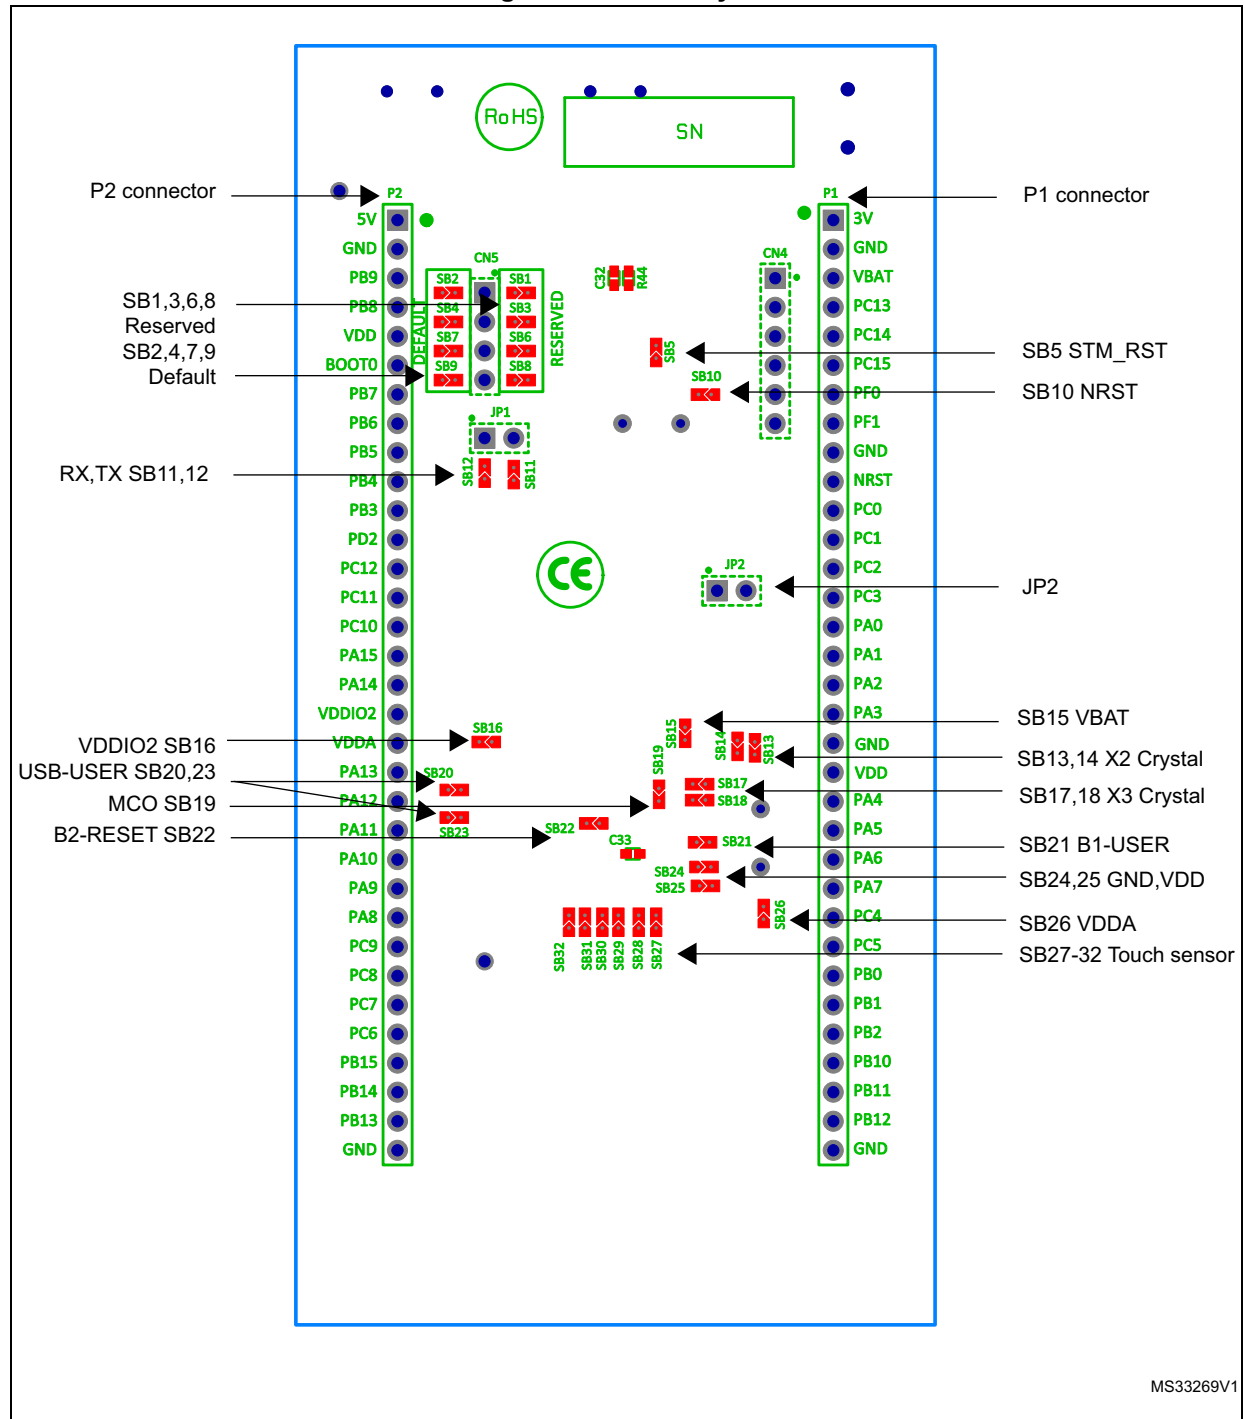 RoHS
SN
P2 connector
P2
P1
P1 connector
5V
3V
GND
GND
CN5
CN4
PB9
SB2
SB1
C32
R44
VBAT
SB1,3,6,8
Reserved
PB8
DEFAULT
SB4
SB3
RESERVED
PC13
VDD
SB7
SB6
SB5
PC14
SB5 STM_RST
SB2,4,7,9
Default
BOOT0
SB9
SB8
SB10
PC15
PB7
PF0
SB10 NRST
PB6
JP1
PF1
PB5
GND
RX,TX SB11,12
PB4
SB12
SB11
NRST
PB3
PC0
PD2
PC1
CE
PC12
JP2
PC2
JP2
PC11
PC3
PC10
PA0
PA15
PA1
PA14
PA2
VDDIO2
PA3
SB15 VBAT
VDDIO2 SB16
VDDA
SB16
SB15
SB14
SB13
GND
SB13,14 X2 Crystal
USB-USER SB20,23
PA13
SB20
SB19
SB17
VDD
SB17,18 X3 Crystal
MCO SB19
PA12
SB18
PA4
B2-RESET SB22
PA11
SB23
SB22
PA5
SB21
SB21 B1-USER
PA10
C33
PA6
SB24
SB24,25 GND,VDD
PA9
SB25
PA7
PA8
SB26
PC4
SB26 VDDA
PC9
SB32
SB31
SB30
SB29
SB28
SB27
PC5
SB27-32 Touch sensor
PC8
PB0
PC7
PB1
PC6
PB2
PB15
PB10
PB14
PB11
PB13
PB12
GND
GND
MS33269V1